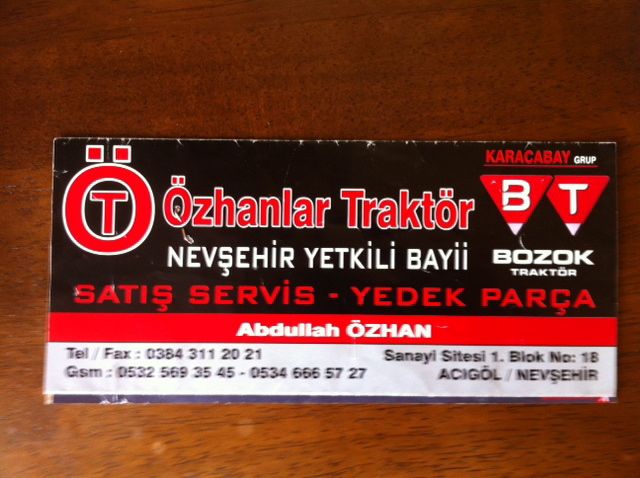 KARACABAY GRUP
ÖT Özhanlar Traktör
BT
NEVŞEHİR YETKİLİ BAYİİ
BOZOK
TRAKTÖR
SATIŞ SERVİS - YEDEK PARÇA
Abdullah ÖZHAN
Tel / Fax : 0384 311 20 21
Gsm : 0532 569 35 45 - 0534 666 57 27
Sanayi Sitesi 1. Blok No: 18
ACIGÖL / NEVŞEHİR